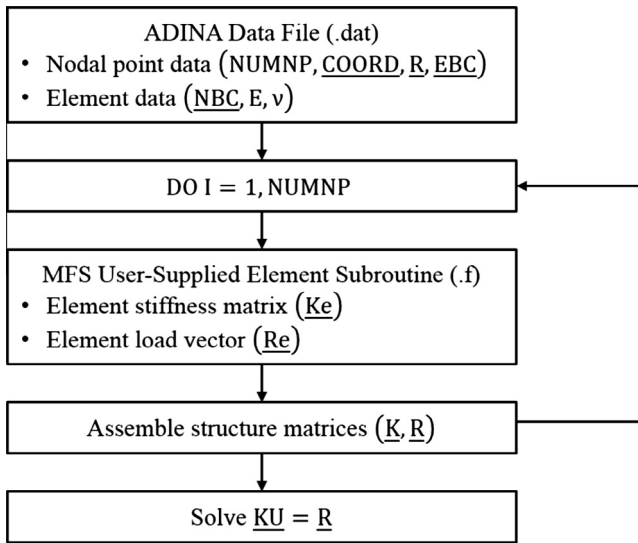 ADINA Data File (.dat)
• Nodal point data (NUMNP, COORD, R, EBC)
• Element data (NBC, E, ν)
DO I = 1, NUMNP
MFS User-Supplied Element Subroutine (.f)
• Element stiffness matrix (Ke)
• Element load vector (Re)
Assemble structure matrices (K, R)
Solve KU = R